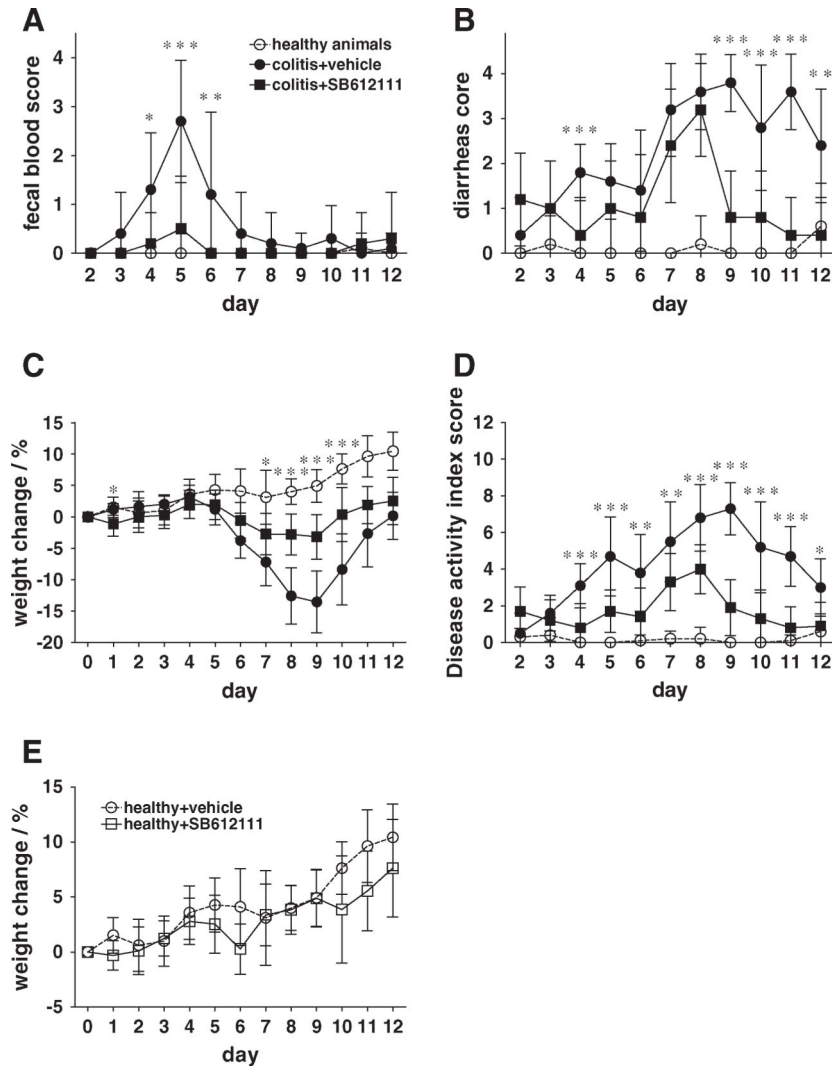 A
fecal blood score
4
3
2
1
0
* * *
*
* *
healthy animals
colitis+vehicle
colitis+SB612111
2 3 4 5 6 7 8 9 10 11 12
day
B
diarrheas core
4
3
2
1
0
* * *
* * *
* * *
* * *
* *
2 3 4 5 6 7 8 9 10 11 12
day
C
weight change / %
15
10
5
0
-5
-10
-15
-20
*
*
* * *
* * *
* * *
0 1 2 3 4 5 6 7 8 9 10 11 12
day
D
Disease activity index score
12
10
8
6
4
2
0
* * *
* * *
* *
* *
* * *
* * *
* * *
* * *
*
2 3 4 5 6 7 8 9 10 11 12
day
E
weight change / %
15
10
5
0
-5
healthy+vehicle
healthy+SB612111
0 1 2 3 4 5 6 7 8 9 10 11 12
day